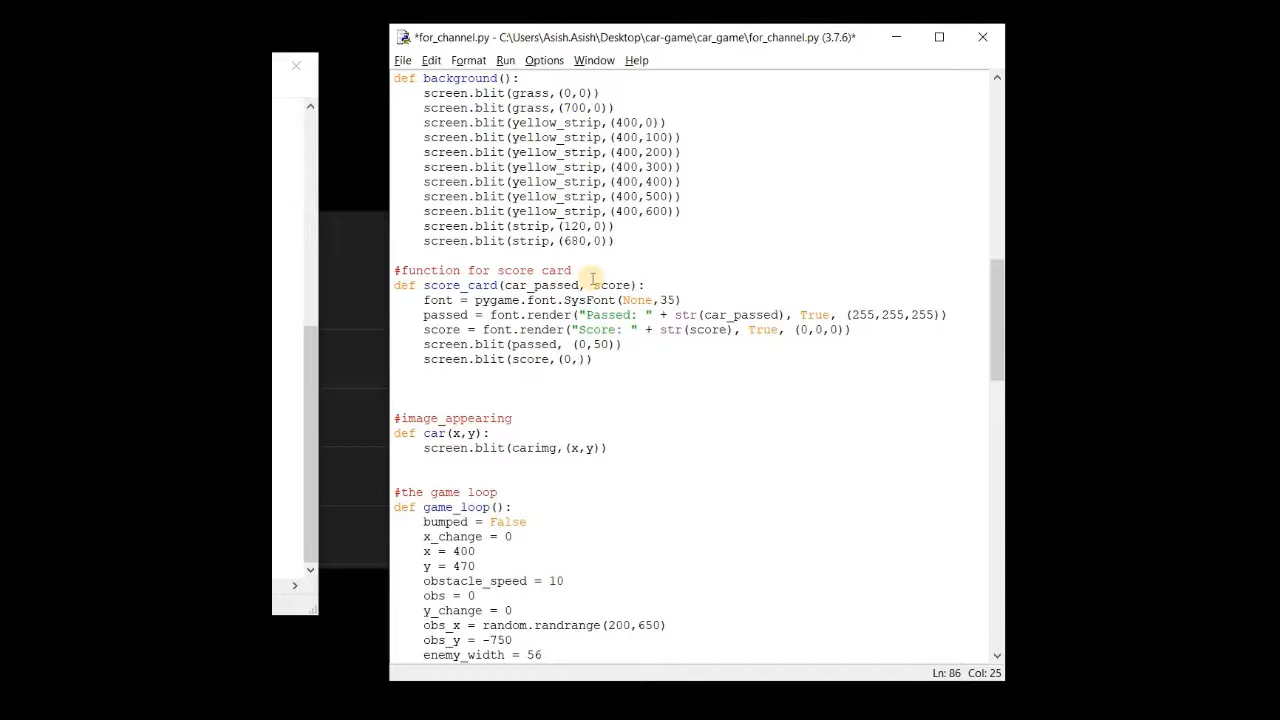 *for_channel.py - C:\Users\Asish.Asish\Desktop\car-game\car_game\for_channel.py (3.7.6)*
File Edit Format Run Options Window Help
def background():
    screen.blit(grass,(0,0))
    screen.blit(grass,(700,0))
    screen.blit(yellow_strip,(400,0))
    screen.blit(yellow_strip,(400,100))
    screen.blit(yellow_strip,(400,200))
    screen.blit(yellow_strip,(400,300))
    screen.blit(yellow_strip,(400,400))
    screen.blit(yellow_strip,(400,500))
    screen.blit(yellow_strip,(400,600))
    screen.blit(strip,(120,0))
    screen.blit(strip,(680,0))
#function for score card
def score_card(car_passed, score):
    font = pygame.font.SysFont(None,35)
    passed = font.render("Passed: " + str(car_passed), True, (255,255,255))
    score = font.render("Score: " + str(score), True, (0,0,0))
    screen.blit(passed, (0,50))
    screen.blit(score,(0,))
#image_appearing
def car(x,y):
    screen.blit(carimg,(x,y))
#the game loop
def game_loop():
    bumped = False
    x_change = 0
    x = 400
    y = 470
    obstacle_speed = 10
    obs = 0
    y_change = 0
    obs_x = random.randrange(200,650)
    obs_y = -750
    enemy_width = 56
Ln: 86 Col: 25